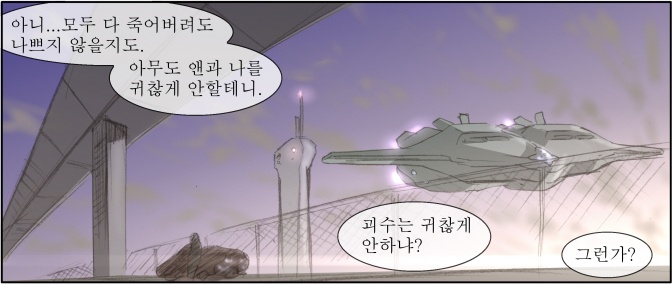 아니...모두 다 죽어버려도
나쁘지 않을지도.
아무도 앤과 나를
귀찮게 안할테니.
괴수는 귀찮게
안하냐?
그런가?